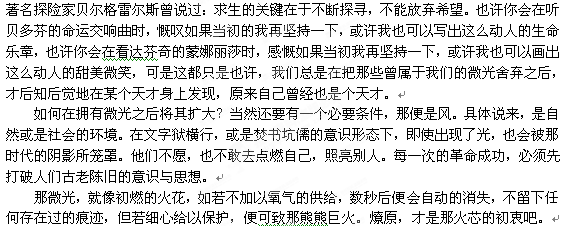 著名探险家贝尔格雷尔斯曾说过：求生的关键在于不断探寻，不能放弃希望。也许你会在听
贝多芬的命运交响曲时，慨叹如果当初的我再坚持一下，或许我也可以写出这么动人的生命
乐章，也许你会在看达芬奇的蒙娜丽莎时，感慨如果当初我再坚持一下，或许我也可以画出
这么动人的甜美微笑，可是这都只是也许，我们总是在把那些曾属于我们的微光舍弃之后，
才后知后觉地在某个天才身上发现，原来自己曾经也是个天才。
如何在拥有微光之后将其扩大？当然还要有一个必要条件，那便是风。具体说来，是自
然或是社会的环境。在文字狱横行，或是焚书坑儒的意识形态下，即使出现了光，也会被那
时代的阴影所笼罩。他们不愿，也不敢去点燃自己，照亮别人。每一次的革命成功，必须先
打破人们古老陈旧的意识与思想。
那微光，就像初燃的火花，如若不加以氧气的供给，数秒后便会自动的消失，不留下任
何存在过的痕迹，但若细心给以保护，便可致那熊熊巨火。燎原，才是那火芯的初衷吧。